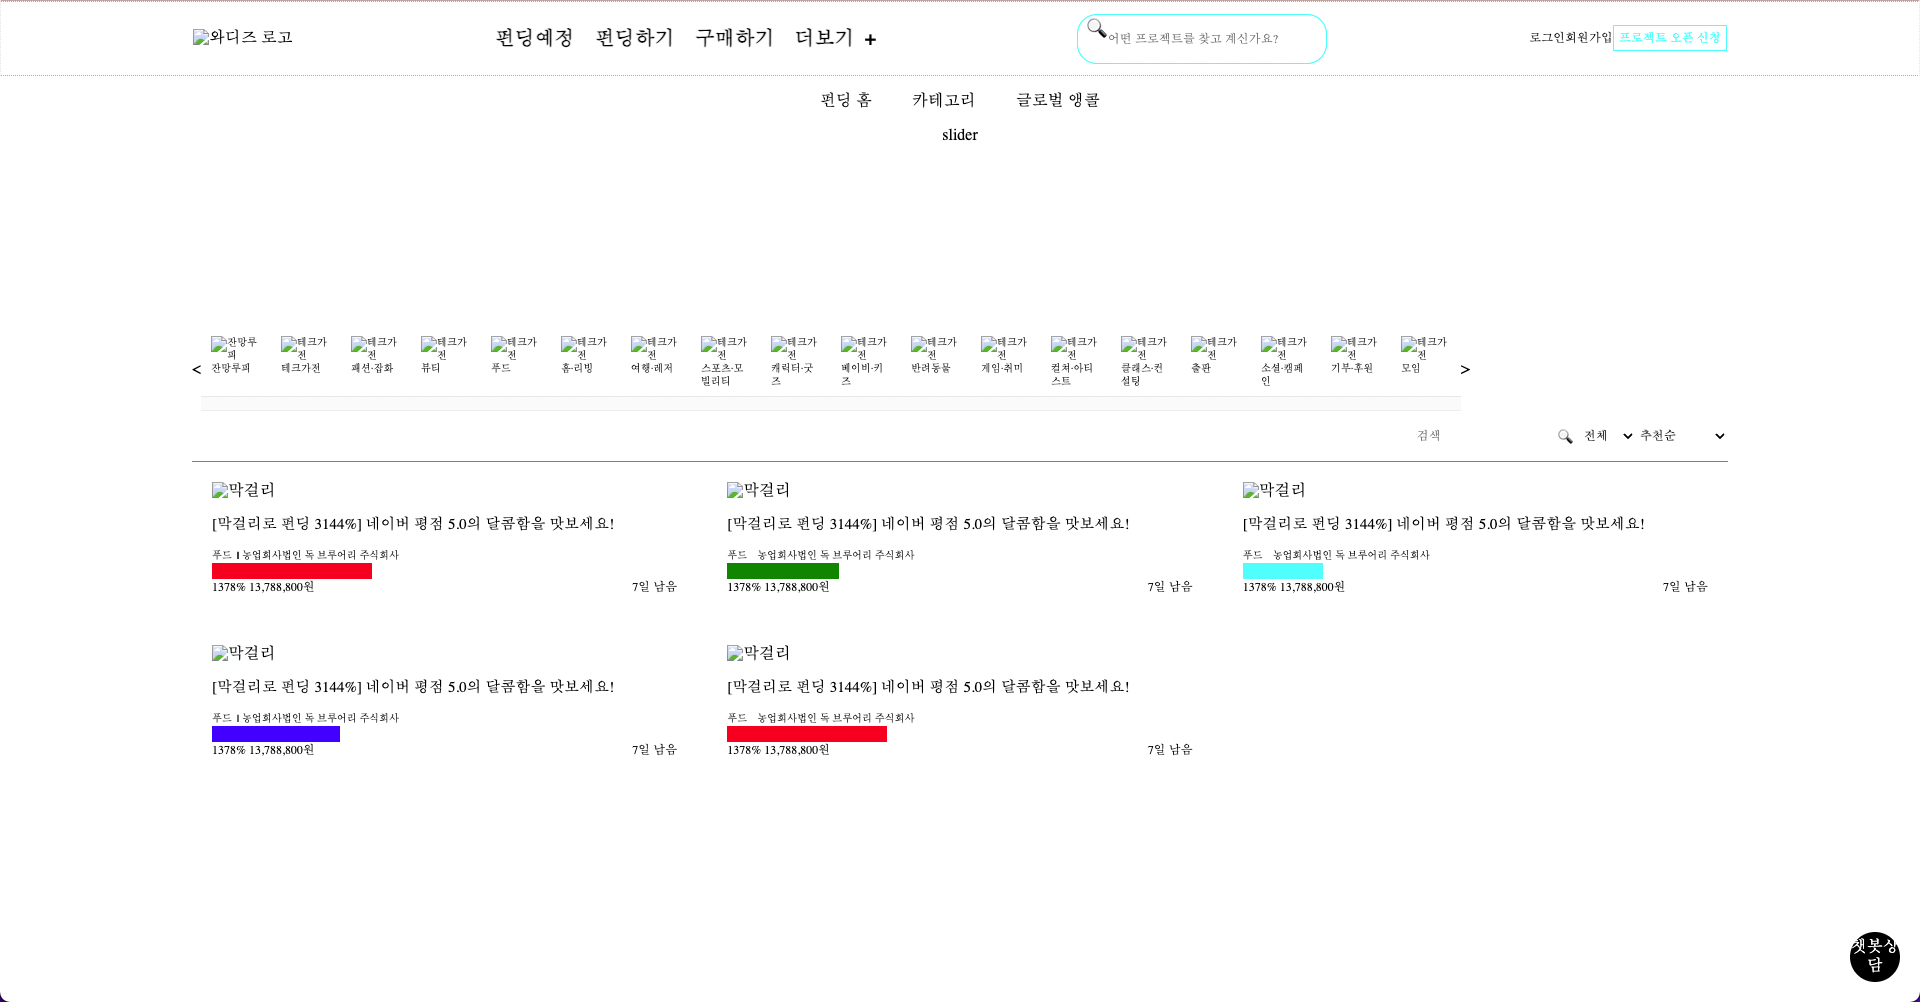 와디즈 로고
펀딩예정 펀딩하기 구매하기 더보기 +
어떤 프로젝트를 찾고 계신가요?
로그인회원가입 프로젝트 오픈 신청
펀딩 홈 카테고리 글로벌 앵콜
slider
<
잔망루피
잔망루피
테크가전
테크가전
테크가전
패션·잡화
테크가전
뷰티
테크가전
푸드
테크가전
홈·리빙
테크가전
여행·레저
테크가전
스포츠·모빌리티
테크가전
캐릭터·굿즈
테크가전
베이비·키즈
테크가전
반려동물
테크가전
게임·취미
테크가전
컬쳐·아티스트
테크가전
클래스·컨설팅
테크가전
출판
테크가전
소셜·캠페인
테크가전
기부·후원
테크가전
모임
>
검색 전체 추천순
막걸리
[막걸리로 펀딩 3144%] 네이버 평점 5.0의 달콤함을 맛보세요!
푸드 | 농업회사법인 독 브루어리 주식회사
1378% 13,788,800원 7일 남음
막걸리
[막걸리로 펀딩 3144%] 네이버 평점 5.0의 달콤함을 맛보세요!
푸드 농업회사법인 독 브루어리 주식회사
1378% 13,788,800원 7일 남음
막걸리
[막걸리로 펀딩 3144%] 네이버 평점 5.0의 달콤함을 맛보세요!
푸드 농업회사법인 독 브루어리 주식회사
1378% 13,788,800원 7일 남음
막걸리
[막걸리로 펀딩 3144%] 네이버 평점 5.0의 달콤함을 맛보세요!
푸드 | 농업회사법인 독 브루어리 주식회사
1378% 13,788,800원 7일 남음
막걸리
[막걸리로 펀딩 3144%] 네이버 평점 5.0의 달콤함을 맛보세요!
푸드 농업회사법인 독 브루어리 주식회사
1378% 13,788,800원 7일 남음
챗봇상
담